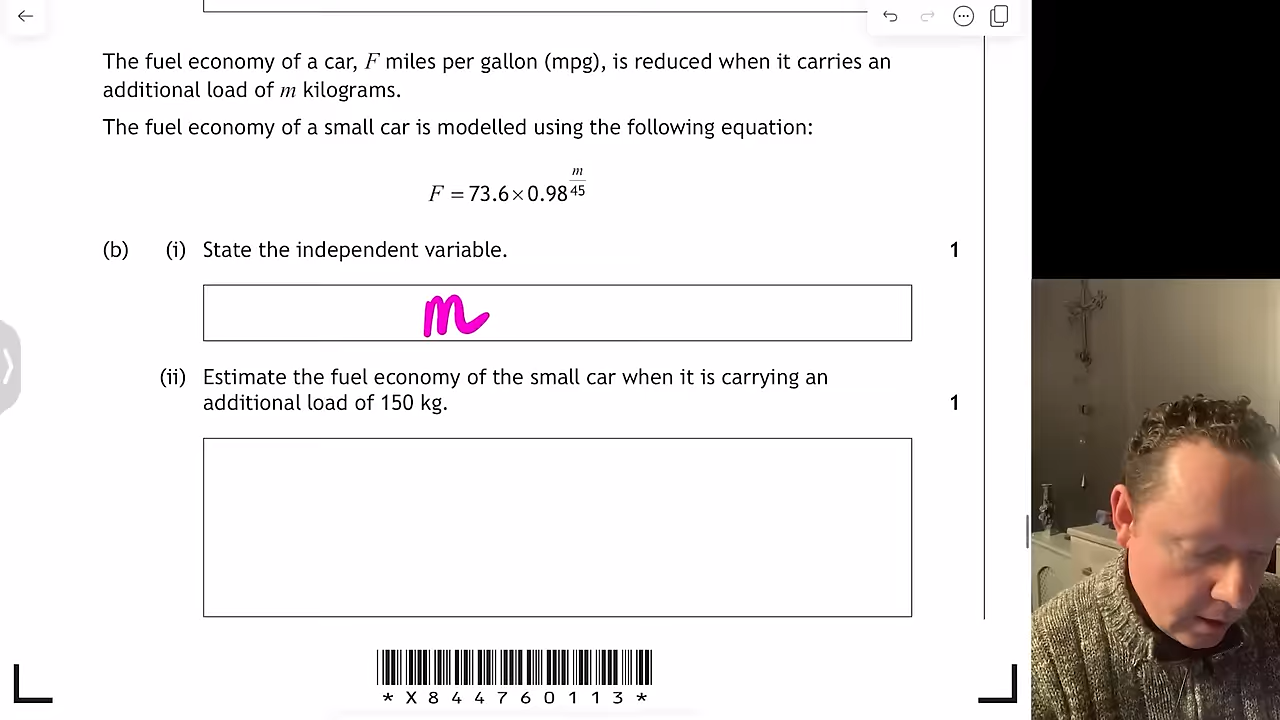 The fuel economy of a car, F miles per gallon (mpg), is reduced when it carries an
additional load of m kilograms.
The fuel economy of a small car is modelled using the following equation:
F = 73.6 × 0.98^(m/45)
(b) (i) State the independent variable. 1
m
(ii) Estimate the fuel economy of the small car when it is carrying an
additional load of 150 kg. 1
* X 8 4 4 7 6 0 1 1 3 *